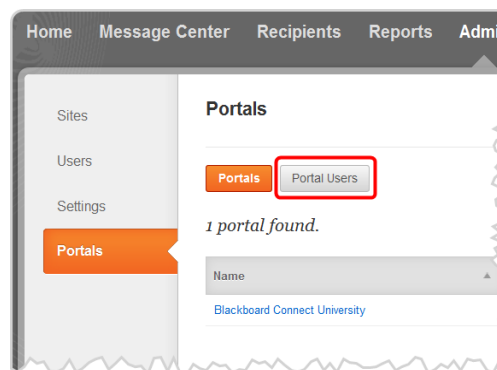 Home Message Center Recipients Reports Admi
Sites
Users
Settings
Portals
Portals
Portals Portal Users
1 portal found.
Name
Blackboard Connect University